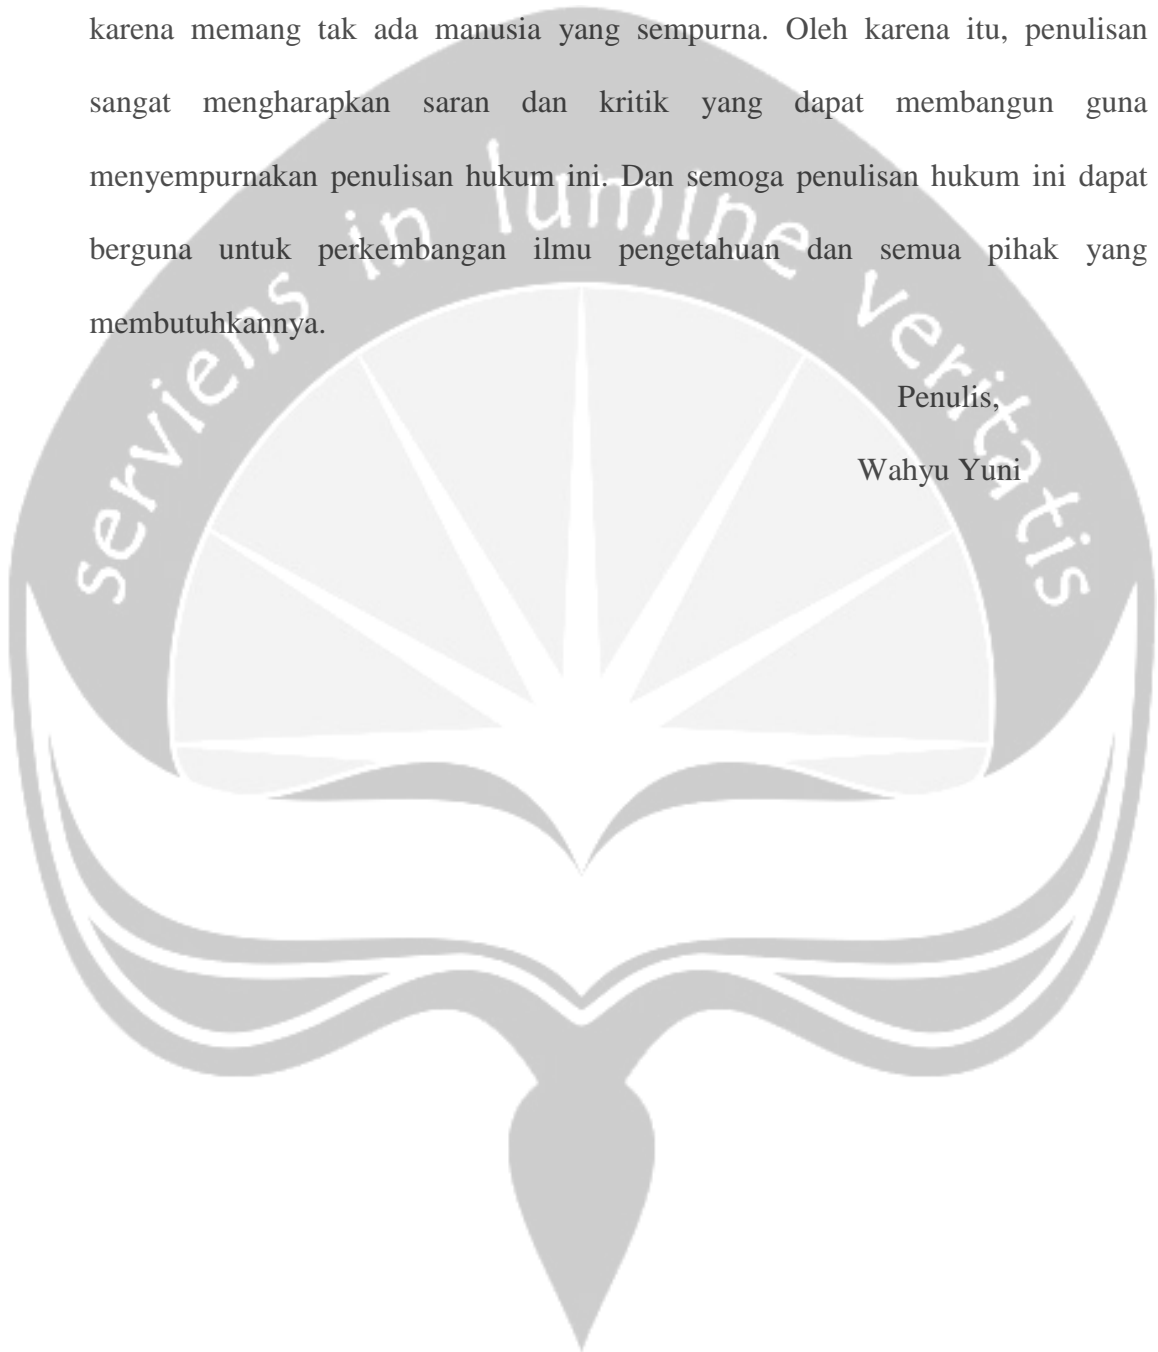 karena memang tak ada manusia yang sempurna. Oleh karena itu, penulisan
sangat mengharapkan saran dan kritik yang dapat membangun guna
menyempurnakan penulisan hukum ini. Dan semoga penulisan hukum ini dapat
berguna untuk perkembangan ilmu pengetahuan dan semua pihak yang
membutuhkannya.
Penulis,
Wahyu Yuni
serviens in lumine veritatis